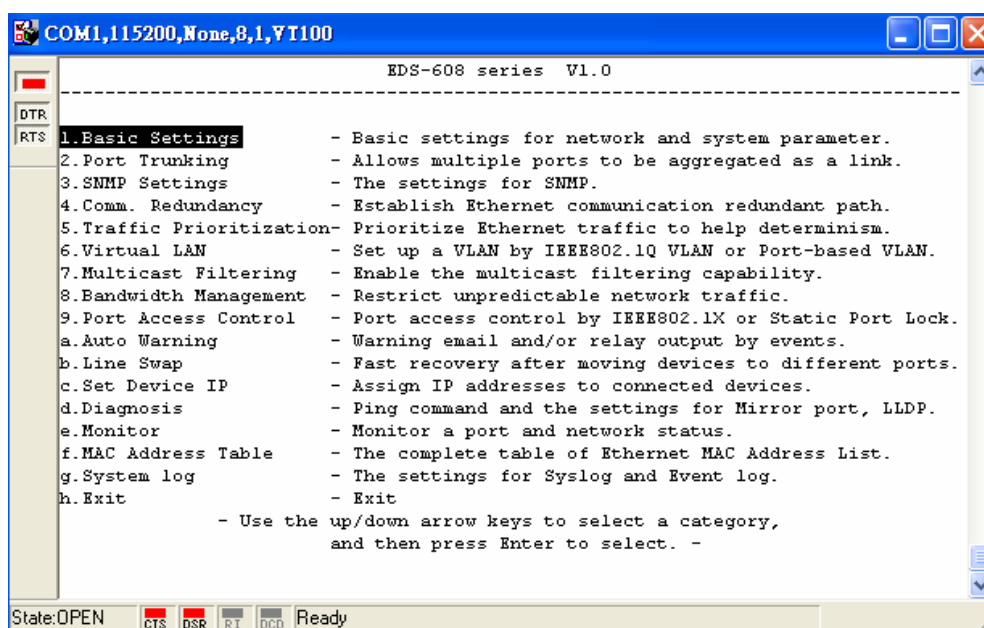 COM1,115200,None,8,1,VT100
EDS-608 series V1.0
--------------------------------------------------------------------------------
DTR
RTS
1.Basic Settings - Basic settings for network and system parameter.
2.Port Trunking - Allows multiple ports to be aggregated as a link.
3.SNMP Settings - The settings for SNMP.
4.Comm. Redundancy - Establish Ethernet communication redundant path.
5.Traffic Prioritization- Prioritize Ethernet traffic to help determinism.
6.Virtual LAN - Set up a VLAN by IEEE802.1Q VLAN or Port-based VLAN.
7.Multicast Filtering - Enable the multicast filtering capability.
8.Bandwidth Management - Restrict unpredictable network traffic.
9.Port Access Control - Port access control by IEEE802.1X or Static Port Lock.
a.Auto Warning - Warning email and/or relay output by events.
b.Line Swap - Fast recovery after moving devices to different ports.
c.Set Device IP - Assign IP addresses to connected devices.
d.Diagnosis - Ping command and the settings for Mirror port, LLDP.
e.Monitor - Monitor a port and network status.
f.MAC Address Table - The complete table of Ethernet MAC Address List.
g.System log - The settings for Syslog and Event log.
h.Exit - Exit
- Use the up/down arrow keys to select a category,
and then press Enter to select. -
State:OPEN CTS DSR RI DCD Ready